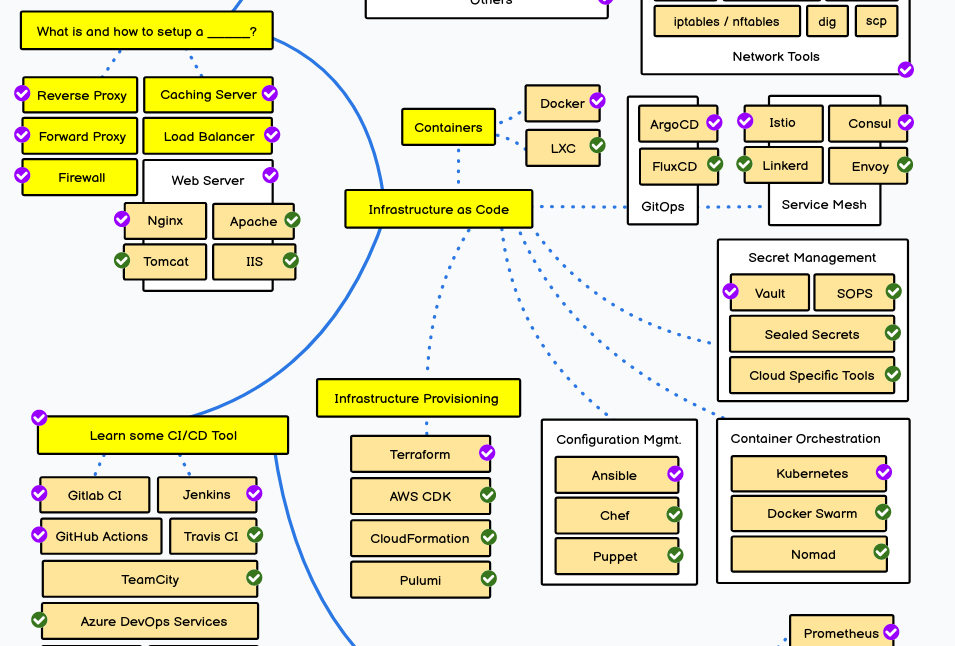 Others
iptables / nftables
dig
scp
Network Tools
What is and how to setup a ______?
Reverse Proxy
Caching Server
Forward Proxy
Load Balancer
Firewall
Web Server
Nginx
Apache
Tomcat
IIS
Containers
Docker
LXC
Infrastructure as Code
ArgoCD
FluxCD
GitOps
Istio
Consul
Linkerd
Envoy
Service Mesh
Secret Management
Vault
SOPS
Sealed Secrets
Cloud Specific Tools
Infrastructure Provisioning
Terraform
AWS CDK
CloudFormation
Pulumi
Configuration Mgmt.
Ansible
Chef
Puppet
Container Orchestration
Kubernetes
Docker Swarm
Nomad
Learn some CI/CD Tool
Gitlab CI
Jenkins
GitHub Actions
Travis CI
TeamCity
Azure DevOps Services
Prometheus